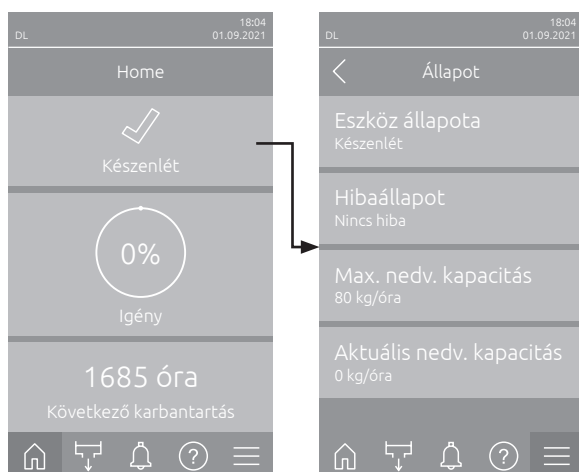 18:04
DL 01.09.2021
Home
Készenlét
0%
Igény
1685 óra
Következő karbantartás
?
18:04
DL 01.09.2021
Állapot
Eszköz állapota
Készenlét
Hibaállapot
Nincs hiba
Max. nedv. kapacitás
80 kg/óra
Aktuális nedv. kapacitás
0 kg/óra
?